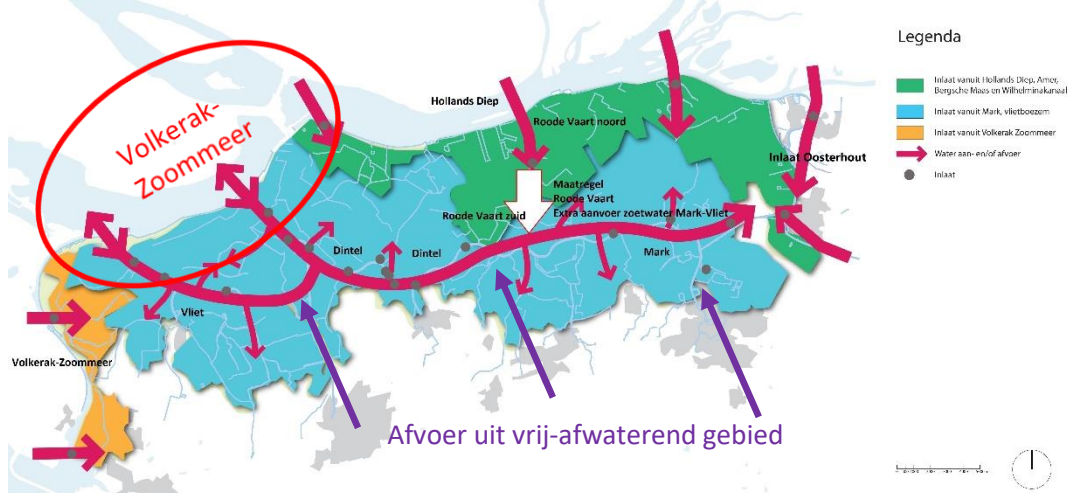 Volkerak-
Zoommeer
Hollands Diep
Roode Vaart noord
Inlaat Oosterhout
Maatregel
Roode Vaart
Extra aanvoer zoetwater Mark-Vliet
Roode Vaart zuid
Dintel
Dintel
Mark
Vliet
Volkerak-Zoommeer
Afvoer uit vrij-afwaterend gebied
Legenda
Inlaat vanuit Hollands Diep, Amer,
Bergsche Maas en Wilhelminakanaal
Inlaat vanuit Mark, vlietboezem
Inlaat vanuit Volkerak Zoommeer
Water aan- en/of afvoer
Inlaat